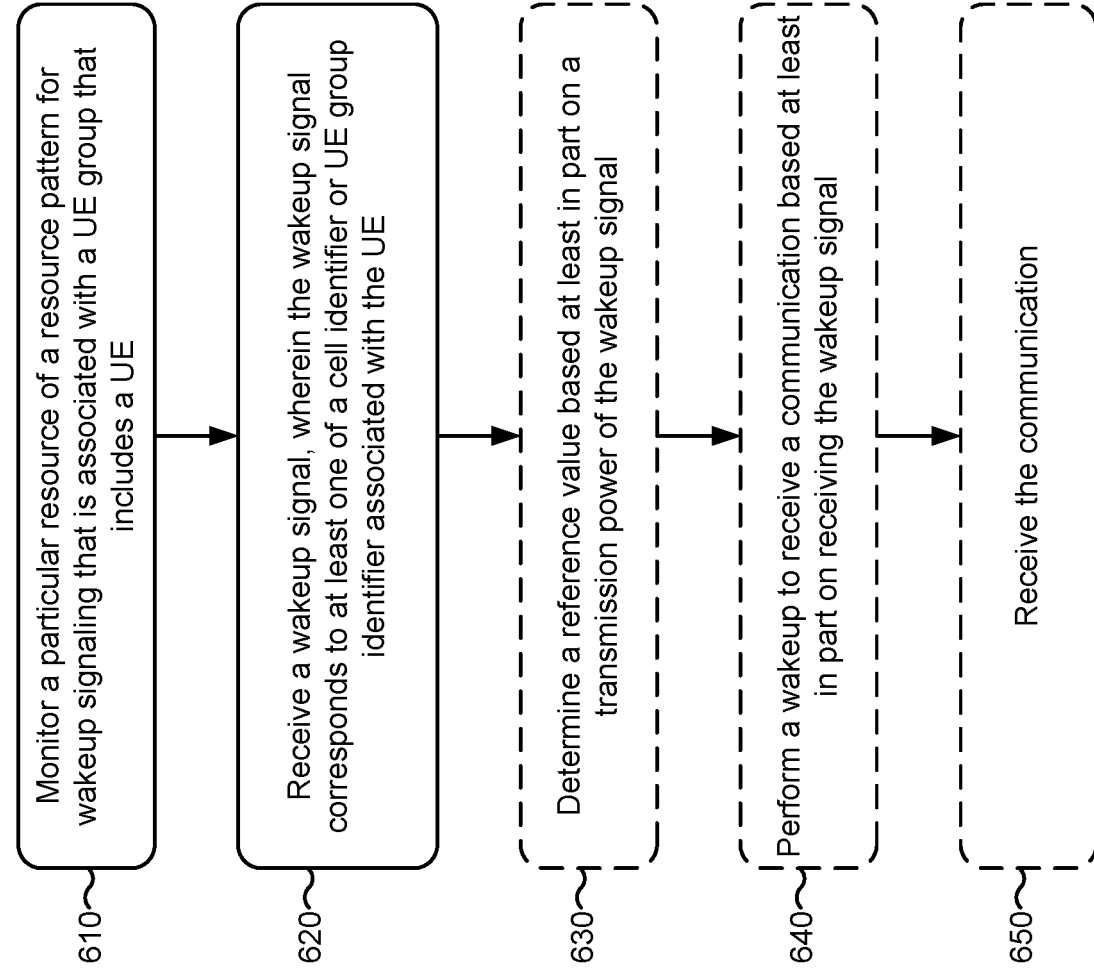 610
Monitor a particular resource of a resource pattern for
wakeup signaling that is associated with a UE group that
includes a UE
620
Receive a wakeup signal, wherein the wakeup signal
corresponds to at least one of a cell identifier or UE group
identifier associated with the UE
630
Determine a reference value based at least in part on a
transmission power of the wakeup signal
640
Perform a wakeup to receive a communication based at least
in part on receiving the wakeup signal
650
Receive the communication